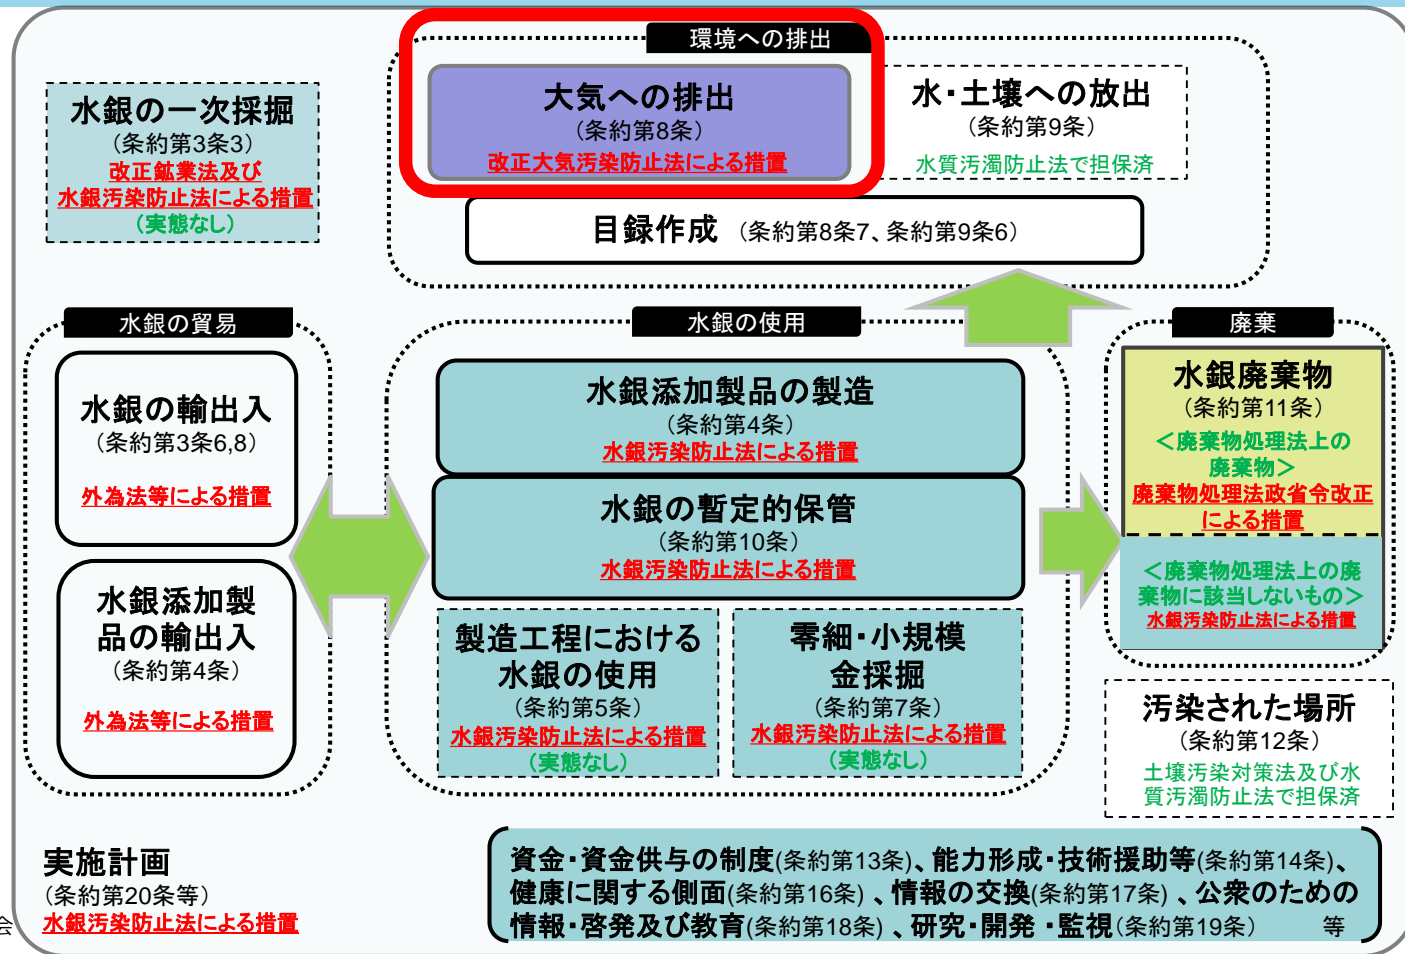 環境への排出
水銀の一次採掘
（条約第3条3）
改正鉱業法及び
水銀汚染防止法による措置
（実態なし）
大気への排出
（条約第8条）
改正大気汚染防止法による措置
水・土壌への放出
（条約第9条）
水質汚濁防止法で担保済
目録作成（条約第8条7、条約第9条6）
水銀の貿易
水銀の輸出入
（条約第3条6,8）
外為法等による措置
水銀添加製
品の輸出入
（条約第4条）
外為法等による措置
水銀の使用
水銀添加製品の製造
（条約第4条）
水銀汚染防止法による措置
水銀の暫定的保管
（条約第10条）
水銀汚染防止法による措置
製造工程における
水銀の使用
（条約第5条）
水銀汚染防止法による措置
（実態なし）
零細・小規模
金採掘
（条約第7条）
水銀汚染防止法による措置
（実態なし）
廃棄
水銀廃棄物
（条約第11条）
＜廃棄物処理法上の
廃棄物＞
廃棄物処理法政省令改正
による措置
＜廃棄物処理法上の廃
棄物に該当しないもの＞
水銀汚染防止法による措置
汚染された場所
（条約第12条）
土壌汚染対策法及び水
質汚濁防止法で担保済
実施計画
（条約第20条等）
水銀汚染防止法による措置
会
資金・資金供与の制度(条約第13条)、能力形成・技術援助等(条約第14条)、
健康に関する側面(条約第16条) 、情報の交換(条約第17条) 、公衆のための
情報・啓発及び教育(条約第18条) 、研究・開発 ・監視(条約第19条) 等